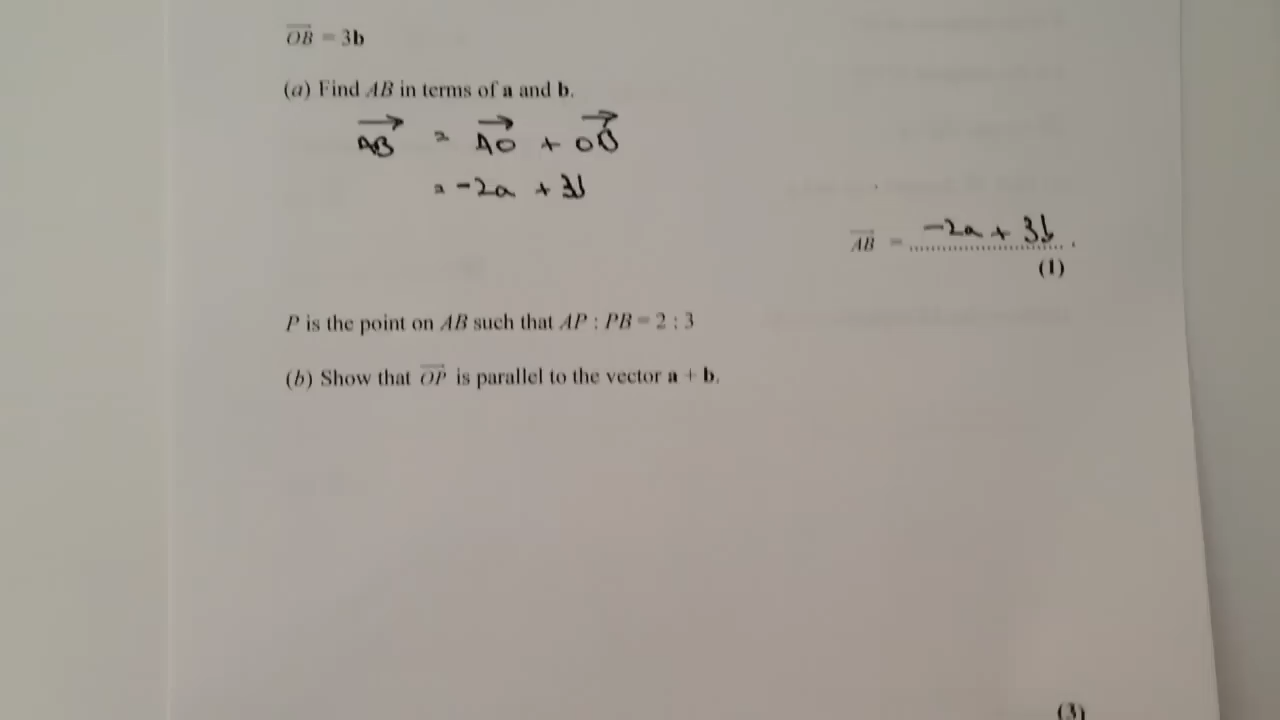 OB = 3b
(a) Find AB in terms of a and b.
AB = AO + OB
= -2a + 3b
AB = -2a + 3b .
(1)
P is the point on AB such that AP : PB = 2 : 3
(b) Show that OP is parallel to the vector a + b.
(3)